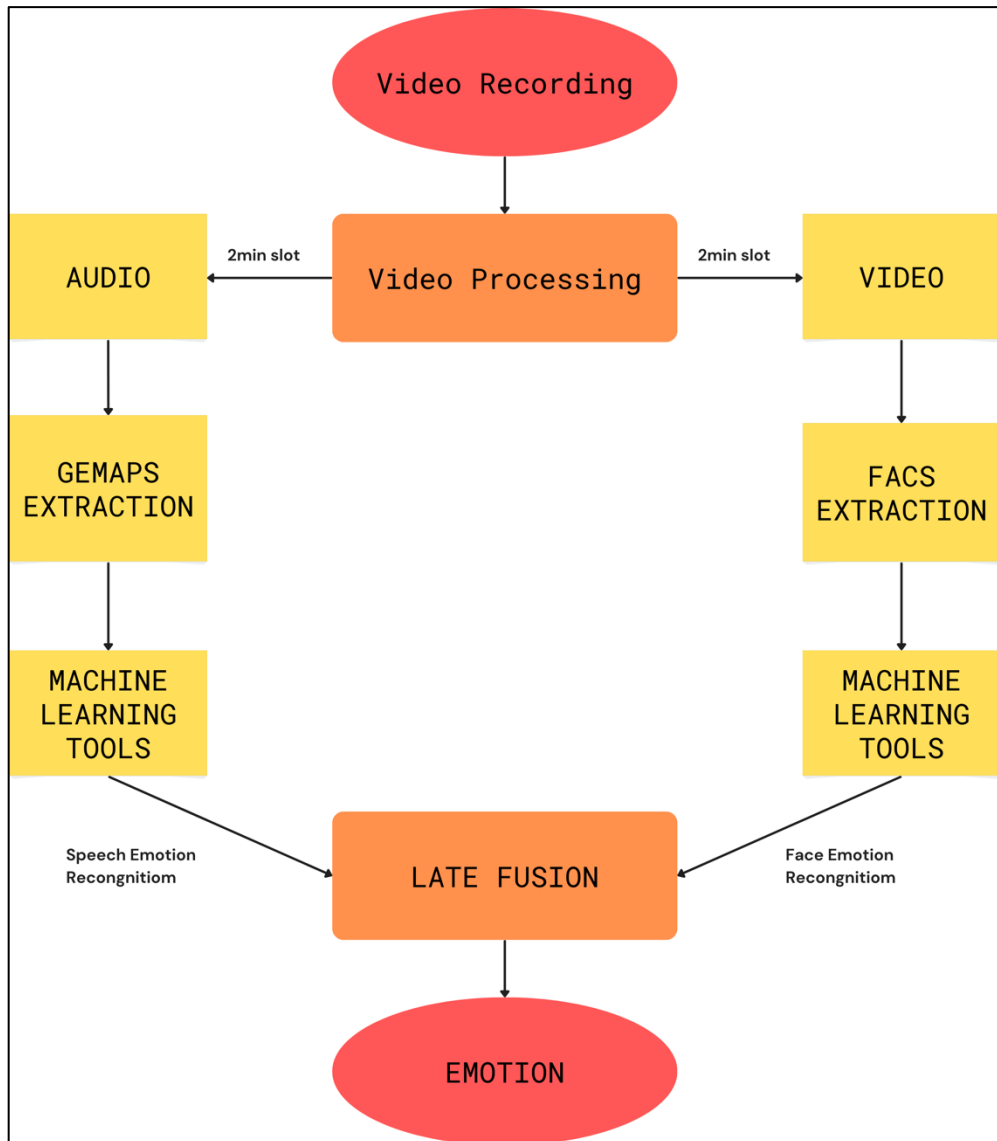 Video Recording
2min slot
2min slot
AUDIO
Video Processing
VIDEO
GEMAPS
EXTRACTION
FACS
EXTRACTION
MACHINE
LEARNING
TOOLS
MACHINE
LEARNING
TOOLS
Speech Emotion
Recongnitiom
LATE FUSION
Face Emotion
Recongnitiom
EMOTION